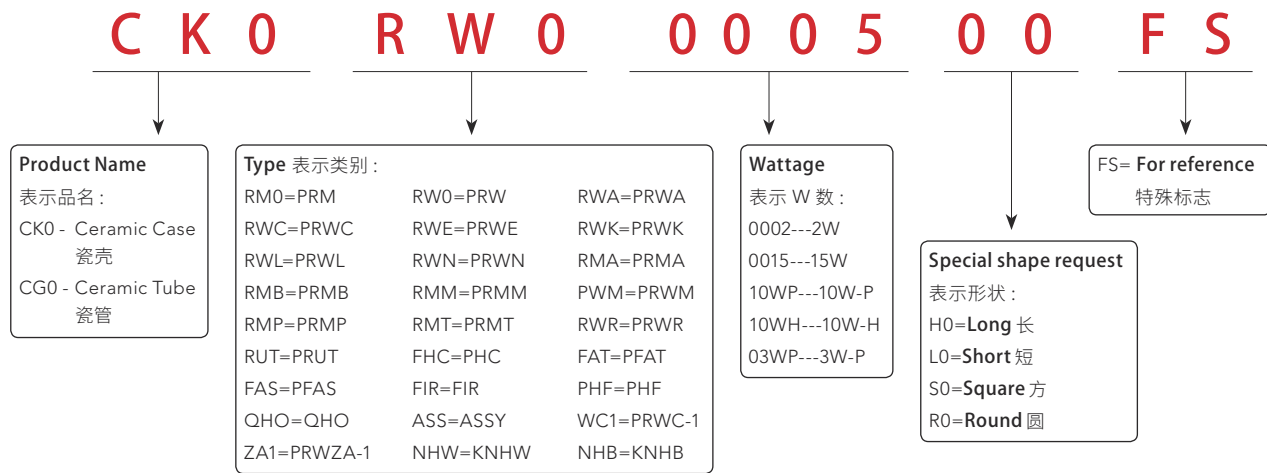 CK0 RW0 0005 00 FS
Product Name
表示品名 :
CK0 - Ceramic Case
瓷壳
CG0 - Ceramic Tube
瓷管
Type 表示类别 :
RM0=PRM RW0=PRW RWA=PRWA
RWC=PRWC RWE=PRWE RWK=PRWK
RWL=PRWL RWN=PRWN RMA=PRMA
RMB=PRMB RMM=PRMM PWM=PRWM
RMP=PRMP RMT=PRMT RWR=PRWR
RUT=PRUT FHC=PHC FAT=PFAT
FAS=PFAS FIR=FIR PHF=PHF
QHO=QHO ASS=ASSY WC1=PRWC-1
ZA1=PRWZA-1 NHW=KNHW NHB=KNHB
Wattage
表示 W 数 :
0002---2W
0015---15W
10WP---10W-P
10WH---10W-H
03WP---3W-P
Special shape request
表示形状 :
H0=Long 长
L0=Short 短
S0=Square 方
R0=Round 圆
FS= For reference
特殊标志